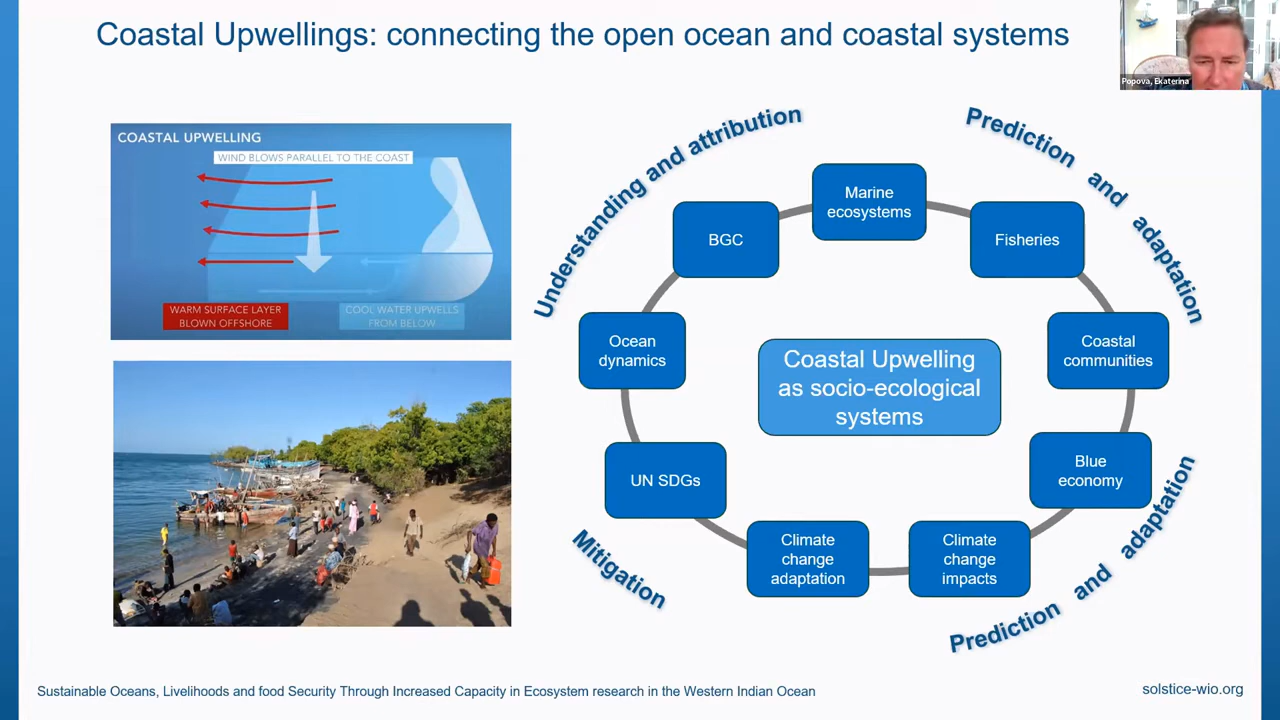 Coastal Upwellings: connecting the open ocean and coastal systems
Popova, Ekaterina
COASTAL UPWELLING
WIND BLOWS PARALLEL TO THE COAST
WARM SURFACE LAYER
BLOWN OFFSHORE
COOL WATER UPWELLS
FROM BELOW
Understanding and attribution
Prediction and adaptation
Marine
ecosystems
BGC
Fisheries
Ocean
dynamics
Coastal
communities
Coastal Upwelling
as socio-ecological
systems
UN SDGs
Blue
economy
Climate
change
adaptation
Climate
change
impacts
Mitigation
Prediction and adaptation
Sustainable Oceans, Livelihoods and food Security Through Increased Capacity in Ecosystem research in the Western Indian Ocean
solstice-wio.org